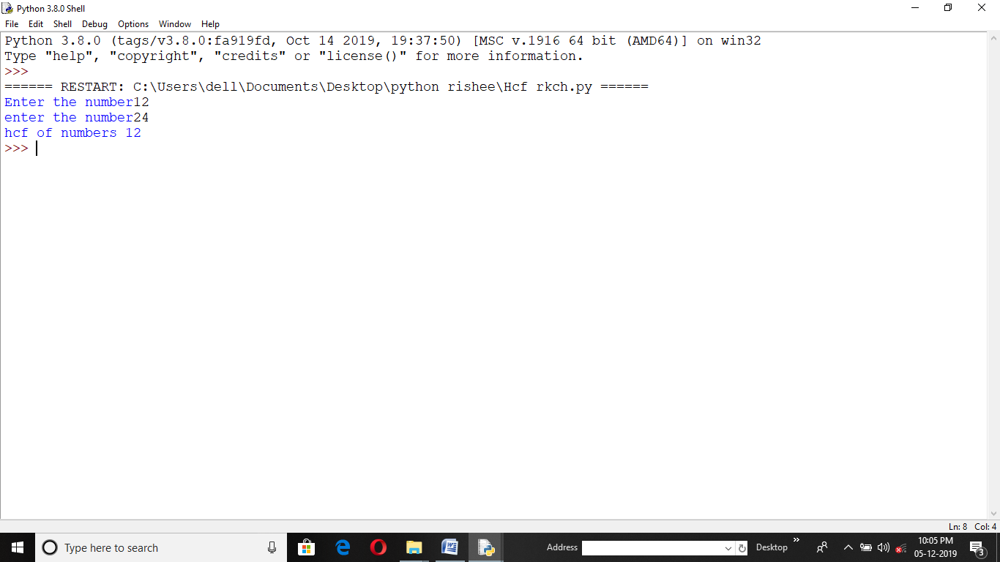 Python 3.8.0 Shell
File Edit Shell Debug Options Window Help
Python 3.8.0 (tags/v3.8.0:fa919fd, Oct 14 2019, 19:37:50) [MSC v.1916 64 bit (AMD64)] on win32
Type "help", "copyright", "credits" or "license()" for more information.
>>>
====== RESTART: C:\Users\dell\Documents\Desktop\python rishee\Hcf rkch.py ======
Enter the number12
enter the number24
hcf of numbers 12
>>>
Ln: 8 Col: 4
Type here to search
Address
Desktop
10:05 PM
05-12-2019
3